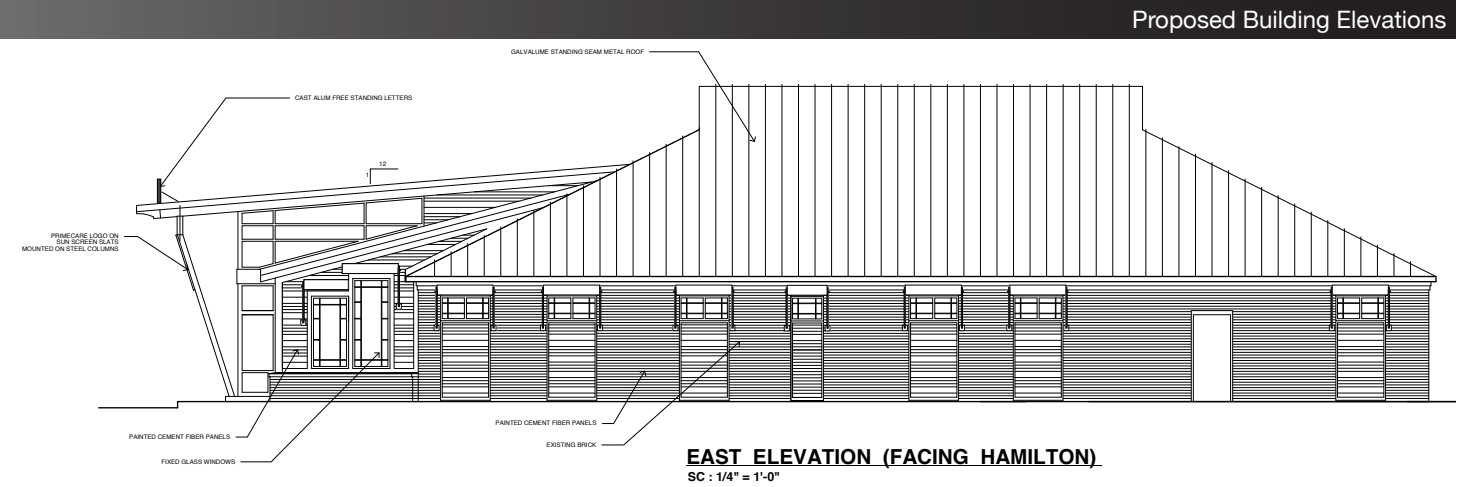 Proposed Building Elevations
GALVALUME STANDING SEAM METAL ROOF
CAST ALUM FREE STANDING LETTERS
12
1
PRIMECARE LOGO ON
SUN SCREEN SLATS
MOUNTED ON STEEL COLUMNS
PAINTED CEMENT FIBER PANELS
FIXED GLASS WINDOWS
PAINTED CEMENT FIBER PANELS
EXISTING BRICK
EAST ELEVATION (FACING HAMILTON)
SC : 1/4" = 1'-0"